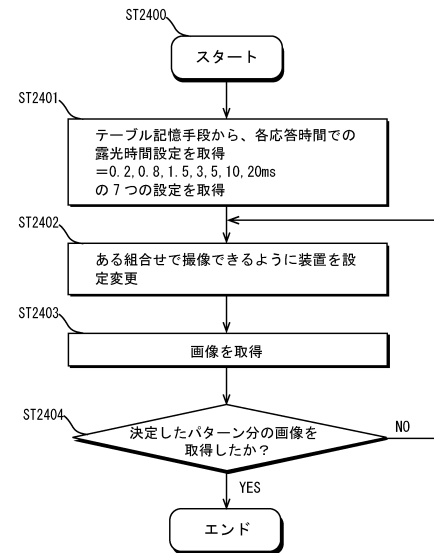 ST2400
スタート
ST2401
テーブル記憶手段から、各応答時間での
露光時間設定を取得
=0.2,0.8,1.5,3,5,10,20ms
の7つの設定を取得
ST2402
ある組合せで撮像できるように装置を設
定変更
ST2403
画像を取得
ST2404
決定したパターン分の画像を
取得したか?
NO
YES
エンド